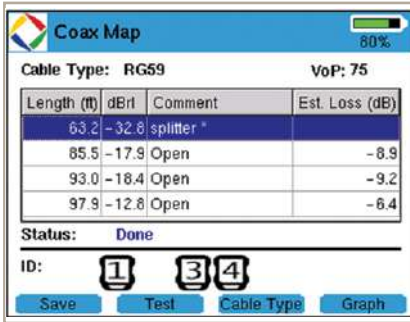 Coax Map
80%
Cable Type: RG59 VoP: 75
Length (ft) dBrl Comment Est. Loss (dB)
63.2 -32.8 splitter *
85.5 -17.9 Open -8.9
93.0 -18.4 Open -9.2
97.9 -12.8 Open -6.4
Status: Done
ID: 1 3 4
Save Test Cable Type Graph